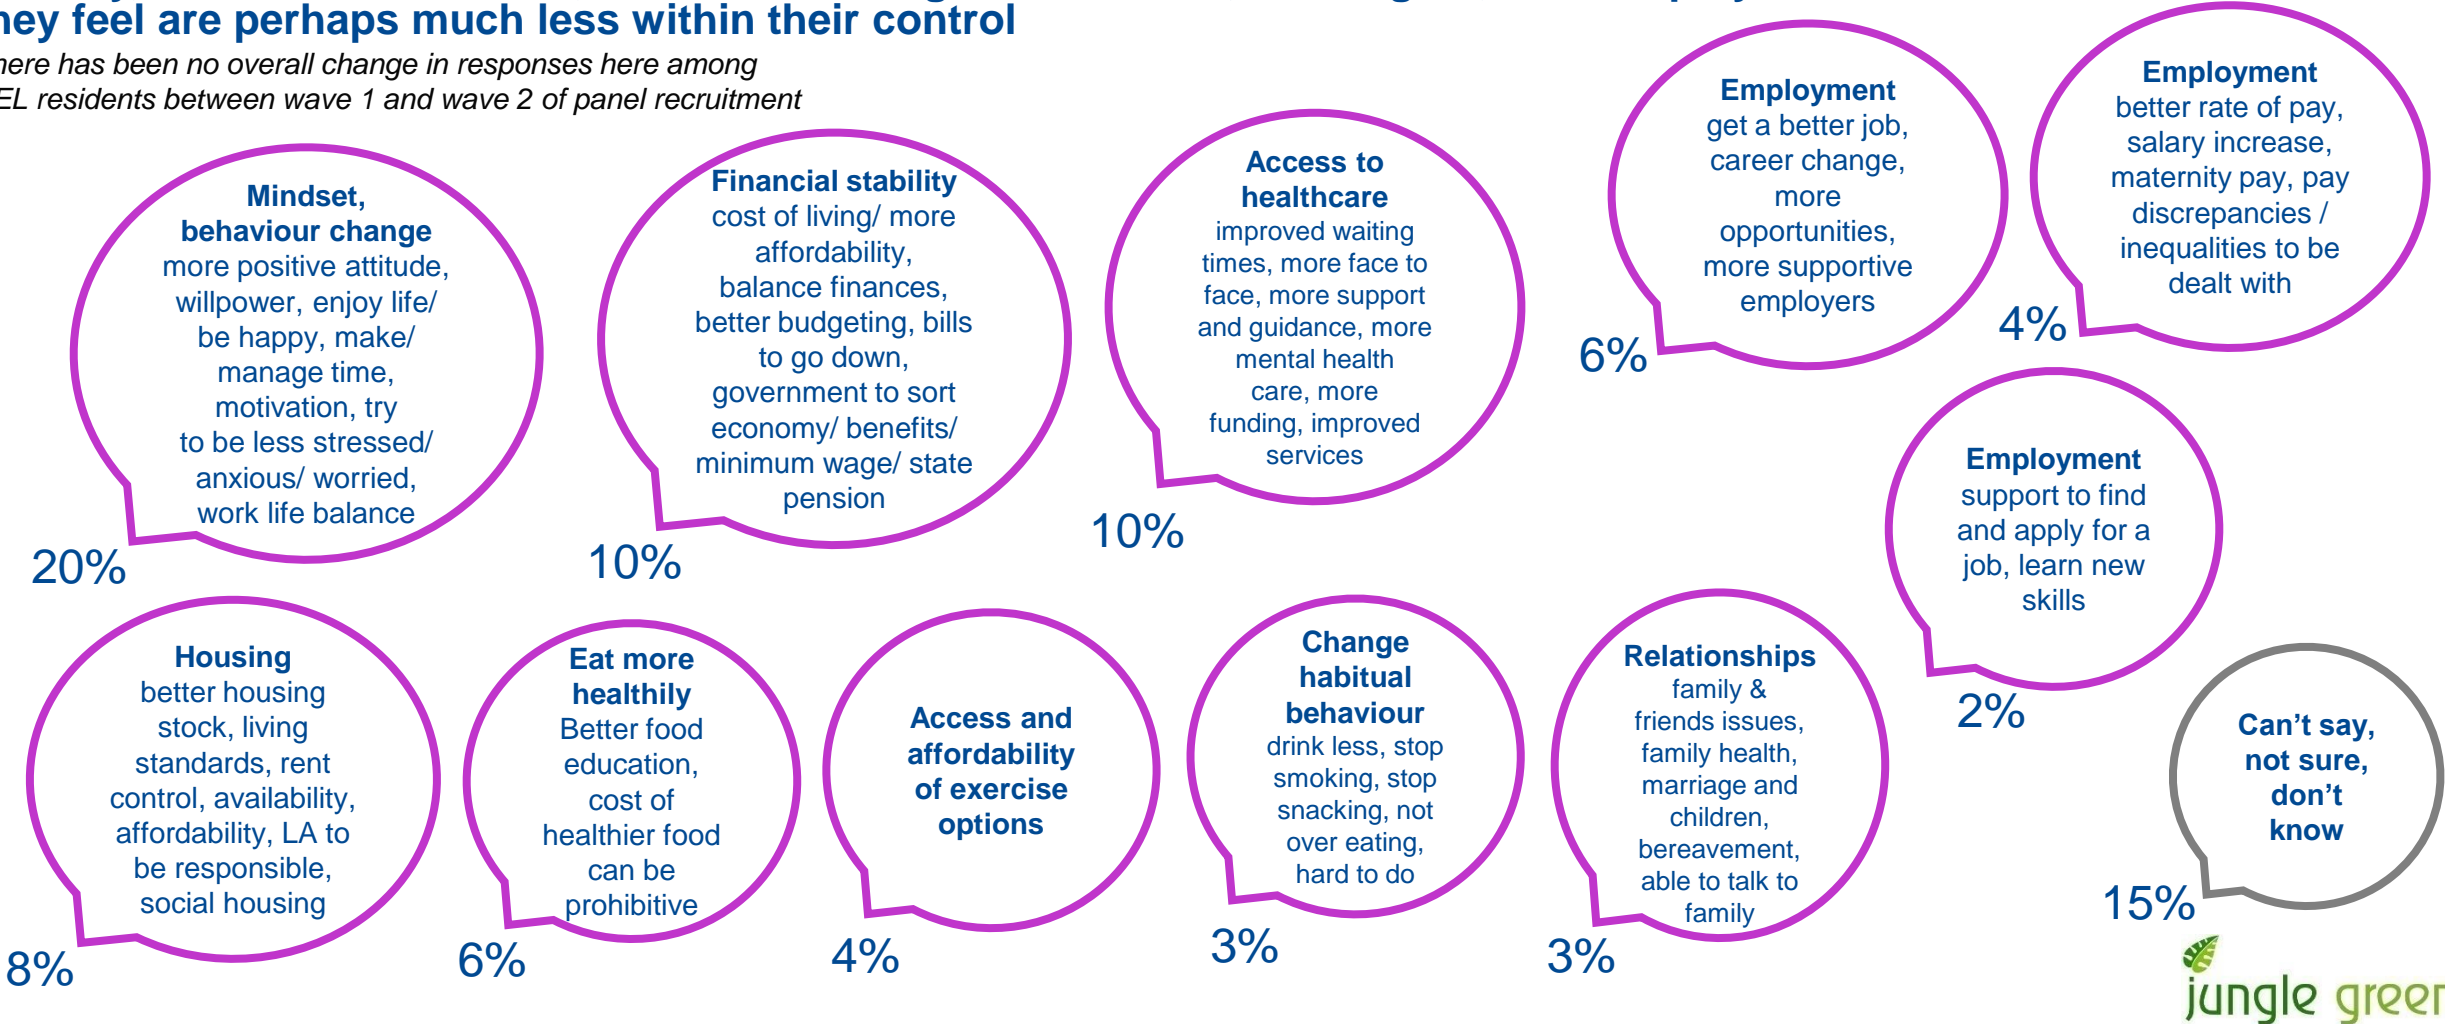 hey feel are perhaps much less within their control
here has been no overall change in responses here among
EL residents between wave 1 and wave 2 of panel recruitment
Mindset,
behaviour change
more positive attitude,
willpower, enjoy life/
be happy, make/
manage time,
motivation, try
to be less stressed/
anxious/ worried,
work life balance
20%
Financial stability
cost of living/ more
affordability,
balance finances,
better budgeting, bills
to go down,
government to sort
economy/ benefits/
minimum wage/ state
pension
10%
Access to
healthcare
improved waiting
times, more face to
face, more support
and guidance, more
mental health
care, more
funding, improved
services
10%
Employment
get a better job,
career change,
more
opportunities,
more supportive
employers
6%
Employment
better rate of pay,
salary increase,
maternity pay, pay
discrepancies /
inequalities to be
dealt with
4%
Employment
support to find
and apply for a
job, learn new
skills
2%
Housing
better housing
stock, living
standards, rent
control, availability,
affordability, LA to
be responsible,
social housing
8%
Eat more
healthily
Better food
education,
cost of
healthier food
can be
prohibitive
6%
Access and
affordability
of exercise
options
4%
Change
habitual
behaviour
drink less, stop
smoking, stop
snacking, not
over eating,
hard to do
3%
Relationships
family &
friends issues,
family health,
marriage and
children,
bereavement,
able to talk to
family
3%
Can't say,
not sure,
don't
know
15%
jungle green